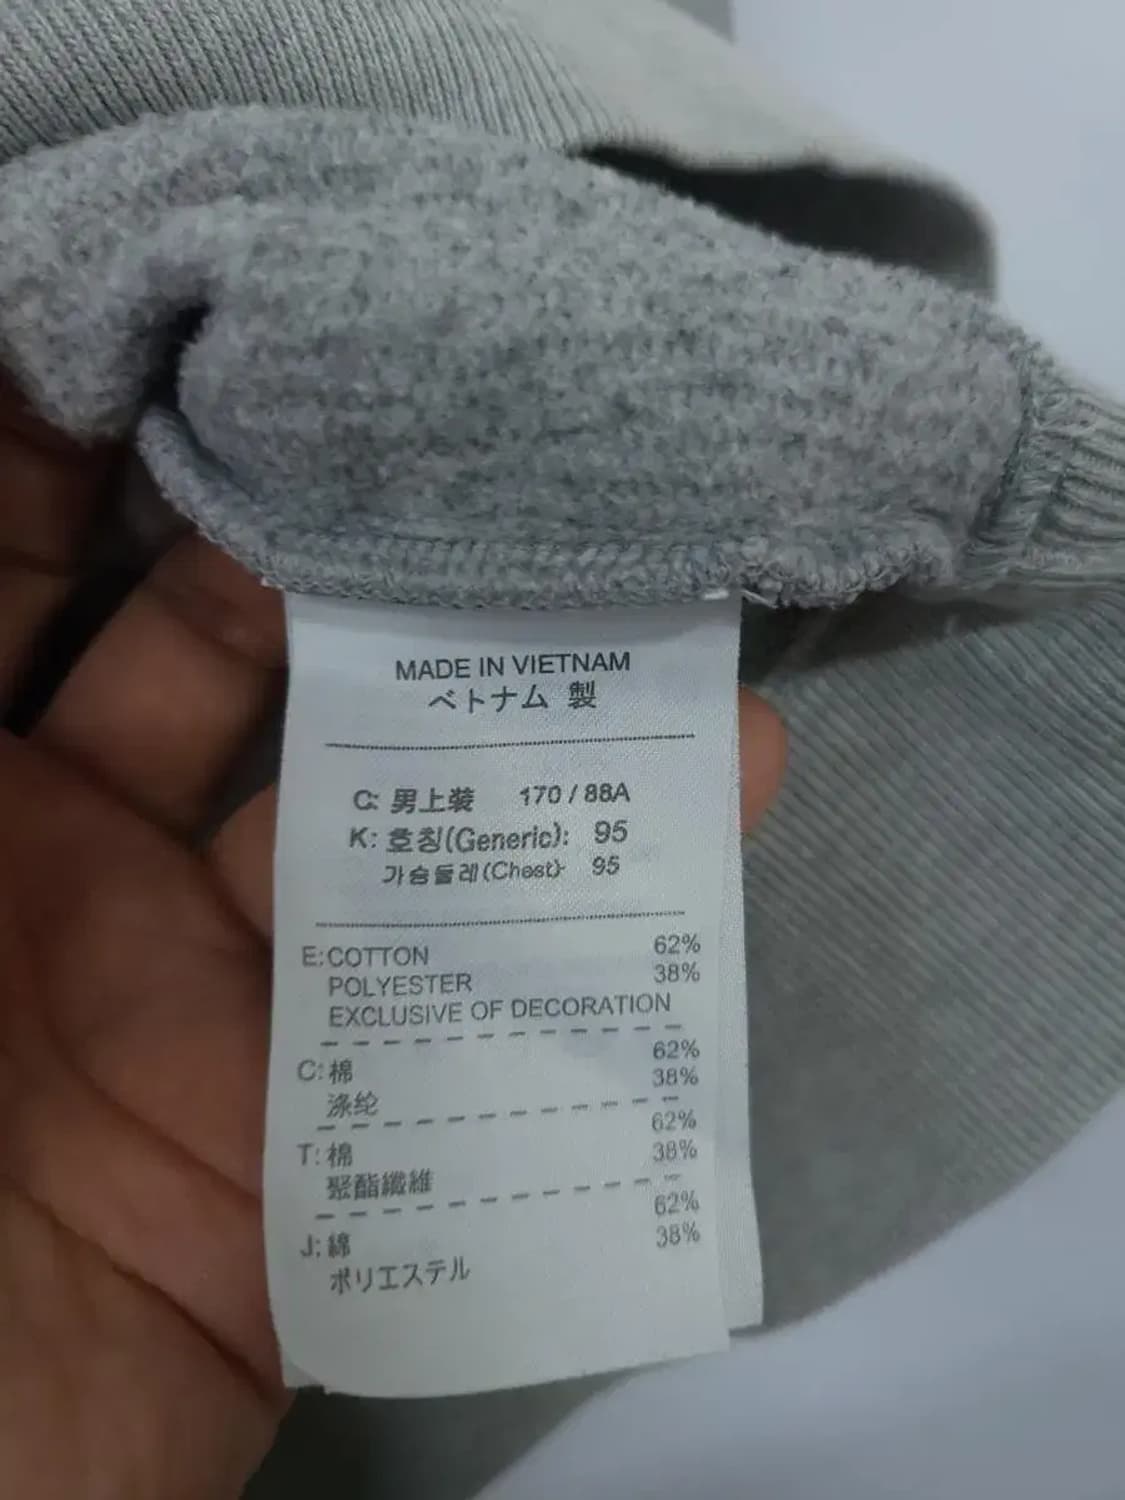 MADE IN VIETNAM
ベトナム 製
C: 男上装 170 / 88A
K: 호칭(Generic): 95
가슴둘레(Chest) 95
E: COTTON 62%
POLYESTER 38%
EXCLUSIVE OF DECORATION
C: 棉 62%
涤纶 38%
T: 棉 62%
聚酯纖維 38%
J: 綿 62%
ポリエステル 38%